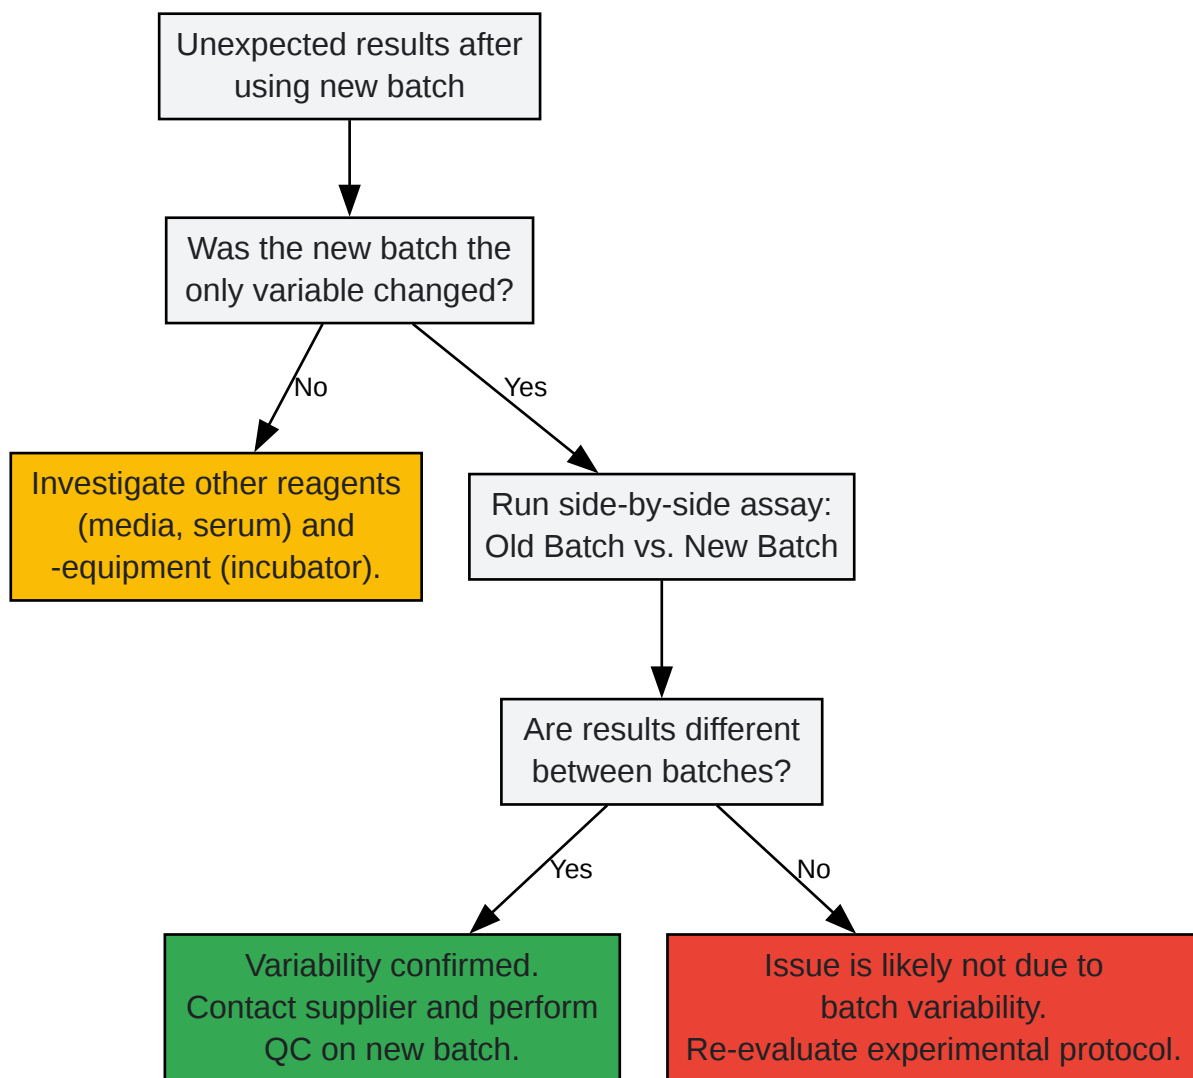 Unexpected results after
using new batch
Was the new batch the
only variable changed?
No
Yes
Investigate other reagents
(media, serum) and
-equipment (incubator).
Run side-by-side assay:
Old Batch vs. New Batch
Are results different
between batches?
Yes
No
Variability confirmed.
Contact supplier and perform
QC on new batch.
Issue is likely not due to
batch variability.
Re-evaluate experimental protocol.